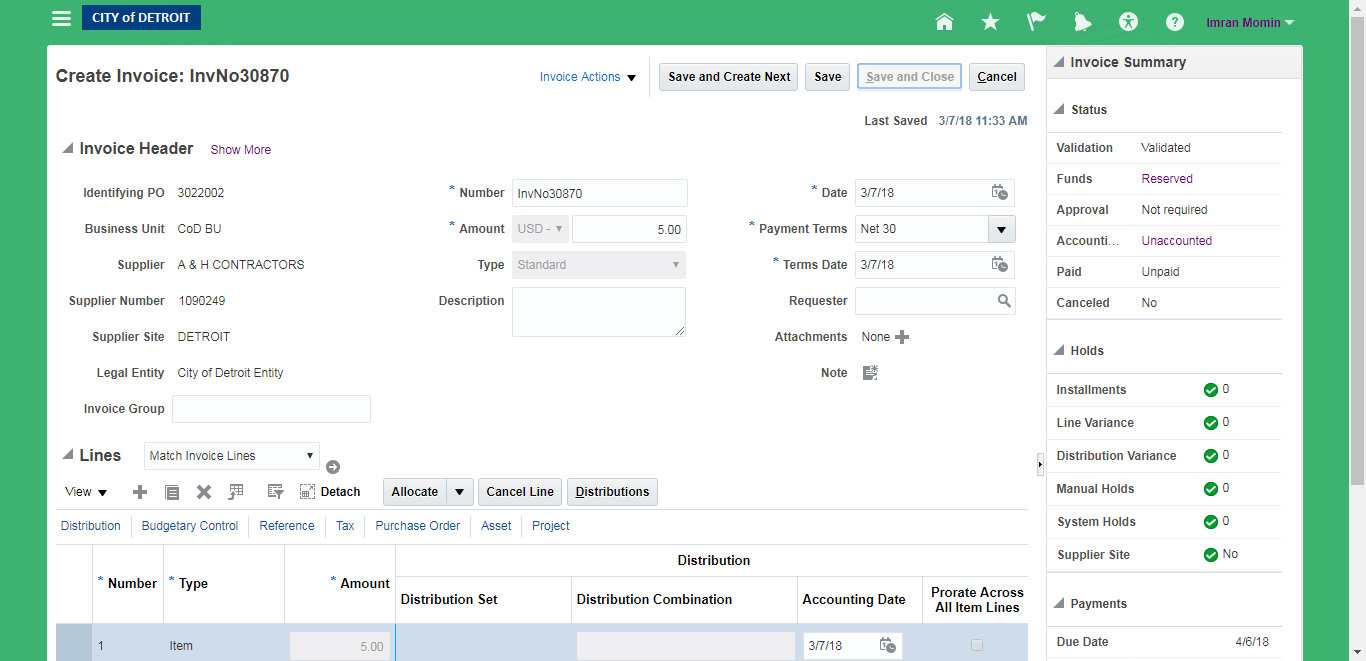 CITY of DETROIT
Imran Momin
Create Invoice: InvNo30870
Invoice Actions
Save and Create Next
Save
Save and Close
Cancel
Last Saved 3/7/18 11:33 AM
Invoice Header Show More
Identifying PO 3022002
Business Unit CoD BU
Supplier A & H CONTRACTORS
Supplier Number 1090249
Supplier Site DETROIT
Legal Entity City of Detroit Entity
Invoice Group
* Number InvNo30870
* Amount USD - 5.00
Type Standard
Description
* Date 3/7/18
* Payment Terms Net 30
* Terms Date 3/7/18
Requester
Attachments None
Note
Lines Match Invoice Lines
View Detach Allocate Cancel Line Distributions
Distribution Budgetary Control Reference Tax Purchase Order Asset Project
Distribution
* Number * Type * Amount
Distribution Set Distribution Combination Accounting Date Prorate Across
All Item Lines
1 Item 5.00 3/7/18
Invoice Summary
Status
Validation Validated
Funds Reserved
Approval Not required
Accounti... Unaccounted
Paid Unpaid
Canceled No
Holds
Installments 0
Line Variance 0
Distribution Variance 0
Manual Holds 0
System Holds 0
Supplier Site No
Payments
Due Date 4/6/18